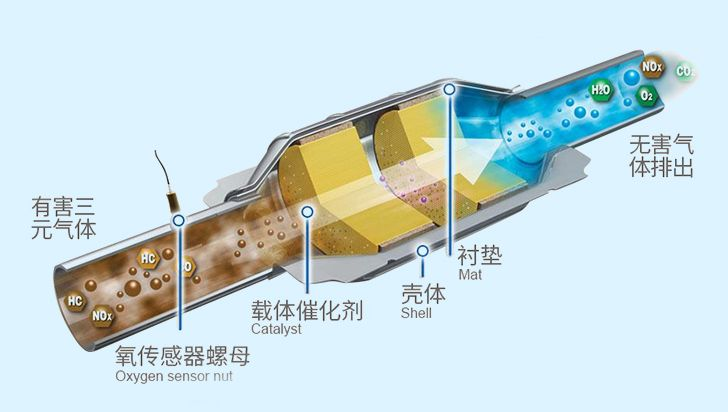 NOx
CO₂
H₂O
O₂
无害气
体排出
有害三
元气体
HC
CO
HC
NOx
衬垫
Mat
壳体
Shell
载体催化剂
Catalyst
氧传感器螺母
Oxygen sensor nut